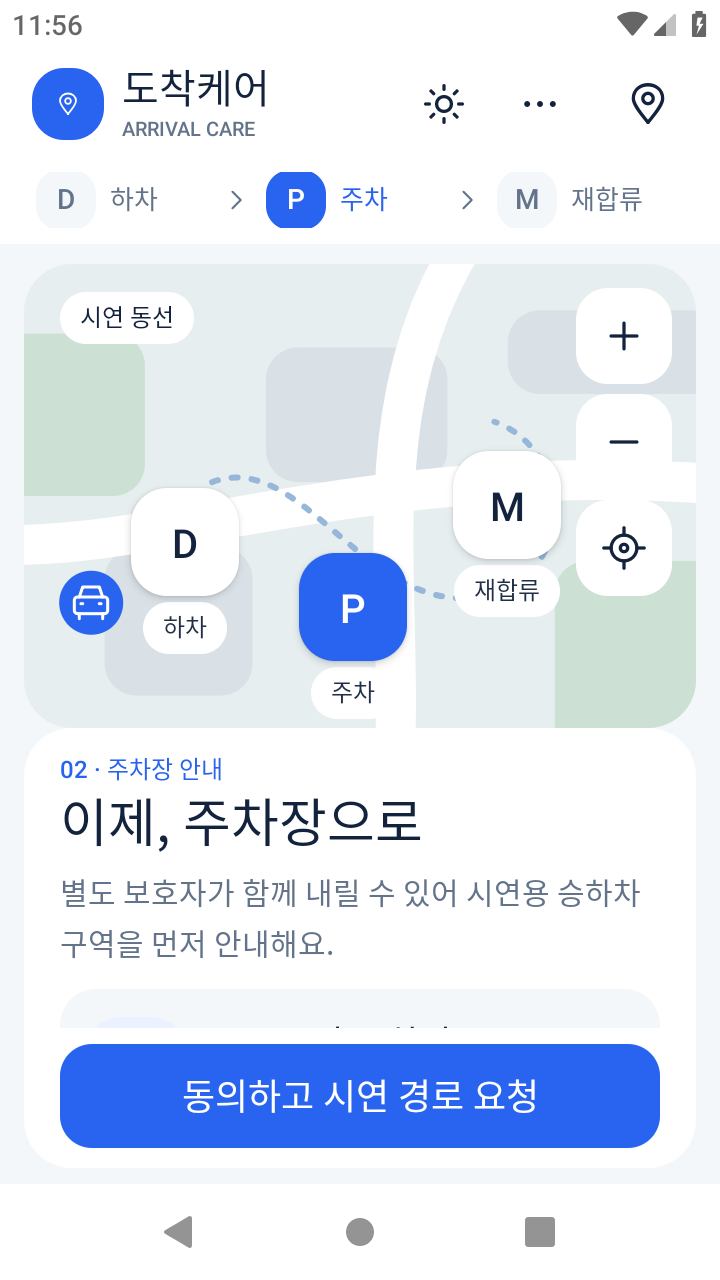 11:56
도착케어
ARRIVAL CARE
D 하차 P 주차 M 재합류
시연 동선
M
D
재합류
P
하차
주차
02 · 주차장 안내
이제, 주차장으로
별도 보호자가 함께 내릴 수 있어 시연용 승하차
구역을 먼저 안내해요.
동의하고 시연 경로 요청